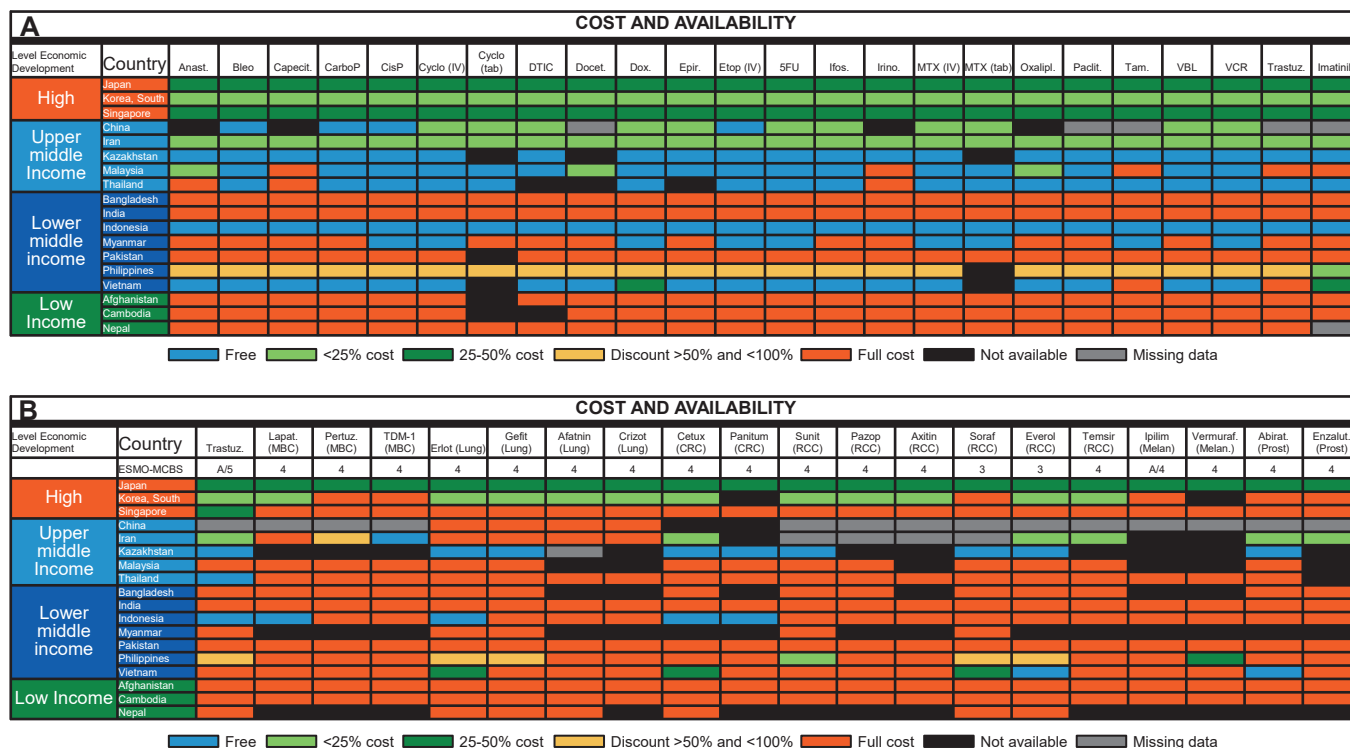 A
COST AND AVAILABILITY
Level Economic Development Country Anast. Bleo Capecit. CarboP CisP Cyclo (IV) Cyclo (tab) DTIC Docet. Dox. Epir. Etop (IV) 5FU Ifos. Irino. MTX (IV) MTX (tab) Oxalipl. Paclit. Tam. VBL VCR Trastuz. Imatinib
High
Japan
Korea, South
Singapore
Upper middle Income
China
Iran
Kazakhstan
Malaysia
Thailand
Lower middle income
Bangladesh
India
Indonesia
Myanmar
Pakistan
Philippines
Vietnam
Low Income
Afghanistan
Cambodia
Nepal
Free <25% cost 25-50% cost Discount >50% and <100% Full cost Not available Missing data
B
COST AND AVAILABILITY
Level Economic Development Country Trastuz. Lapat. (MBC) Pertuz. (MBC) TDM-1 (MBC) Erlot (Lung) Gefit (Lung) Afatnin (Lung) Crizot (Lung) Cetux (CRC) Panitum (CRC) Sunit (RCC) Pazop (RCC) Axitin (RCC) Soraf (RCC) Everol (RCC) Temsir (RCC) Ipilim (Melan) Vermuraf. (Melan.) Abirat. (Prost) Enzalut. (Prost)
ESMO-MCBS A/5 4 4 4 4 4 4 4 4 4 4 4 4 3 3 4 A/4 4 4 4
High
Japan
Korea, South
Singapore
Upper middle Income
China
Iran
Kazakhstan
Malaysia
Thailand
Lower middle income
Bangladesh
India
Indonesia
Myanmar
Pakistan
Philippines
Vietnam
Low Income
Afghanistan
Cambodia
Nepal
Free <25% cost 25-50% cost Discount >50% and <100% Full cost Not available Missing data